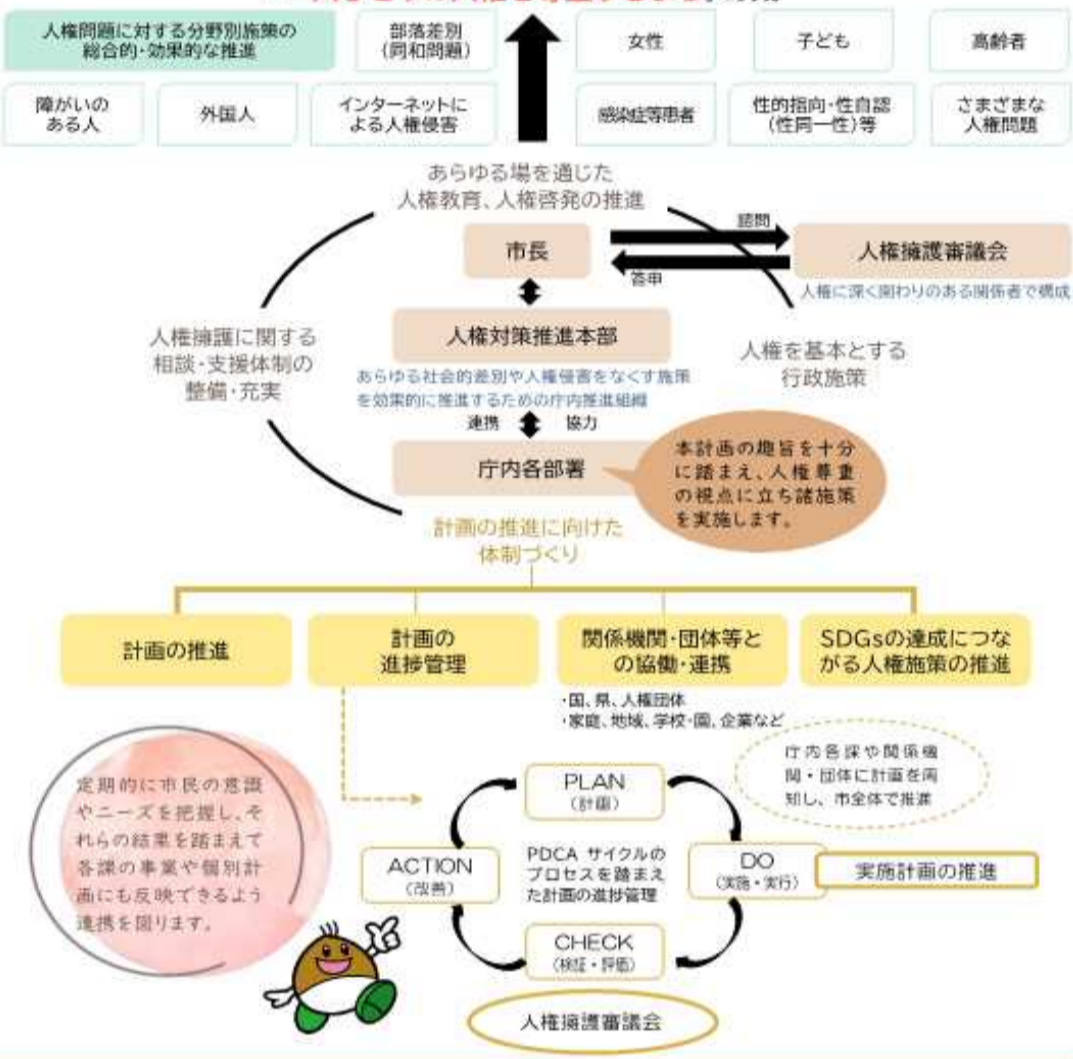 人権問題に対する分野別施策の
総合的・効果的な推進
部落差別
(同和問題)
女性
子ども
高齢者
障がいの
ある人
外国人
インターネットに
よる人権侵害
感染症等患者
性的指向・性自認
(性同一性)等
さまざまな
人権問題
あらゆる場を通じた
人権教育、人権啓発の推進
市長
諮問
答申
人権擁護審議会
人権に深く関わりのある関係者で構成
人権擁護に関する
相談・支援体制の
整備・充実
人権対策推進本部
あらゆる社会的差別や人権侵害をなくす施策
を効果的に推進するための庁内推進組織
人権を基本とする
行政施策
連携 協力
庁内各部署
本計画の趣旨を十分
に踏まえ、人権尊重
の視点に立ち諸施策
を実施します。
計画の推進に向けた
体制づくり
計画の推進
計画の
進捗管理
関係機関・団体等と
の協働・連携
SDGsの達成につな
がる人権施策の推進
・国、県、人権団体
・家庭、地域、学校・園、企業など
庁内各課や関係機
関・団体に計画を周
知し、市全体で推進
定期的に市民の意識
やニーズを把握し、そ
れらの結果を踏まえて
各課の事業や個別計
画にも反映できるよう
連携を図ります。
PLAN
(計画)
ACTION
(改善)
PDCA サイクルの
プロセスを踏まえ
た計画の進捗管理
DO
(実施・実行)
実施計画の推進
CHECK
(検証・評価)
人権擁護審議会